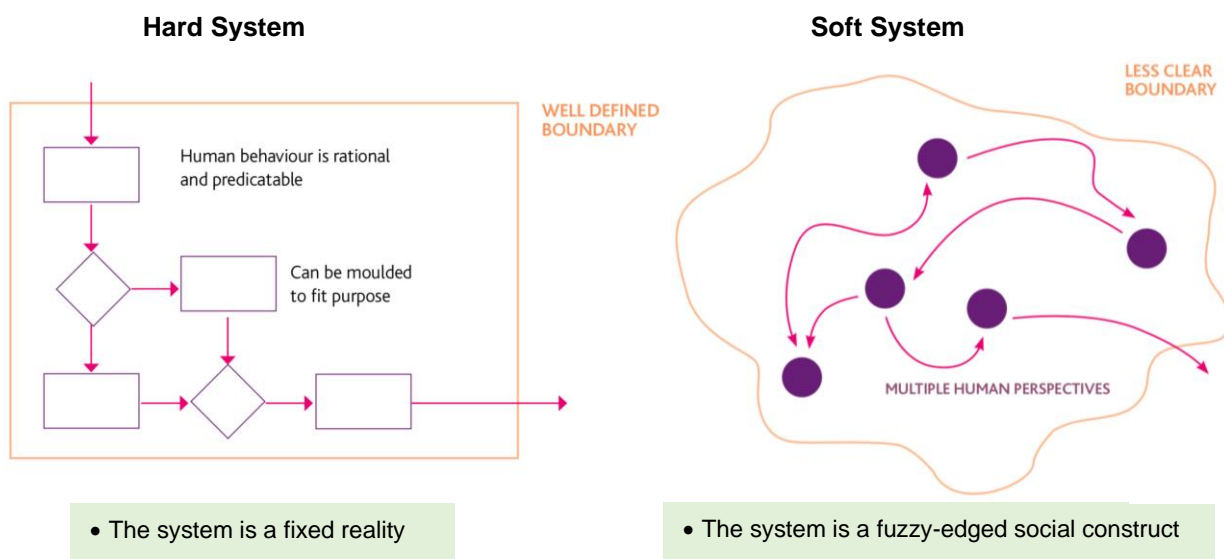 Hard System
WELL DEFINED
BOUNDARY
Human behaviour is rational
and predicatable
Can be moulded
to fit purpose
• The system is a fixed reality
Soft System
LESS CLEAR
BOUNDARY
MULTIPLE HUMAN PERSPECTIVES
• The system is a fuzzy-edged social construct